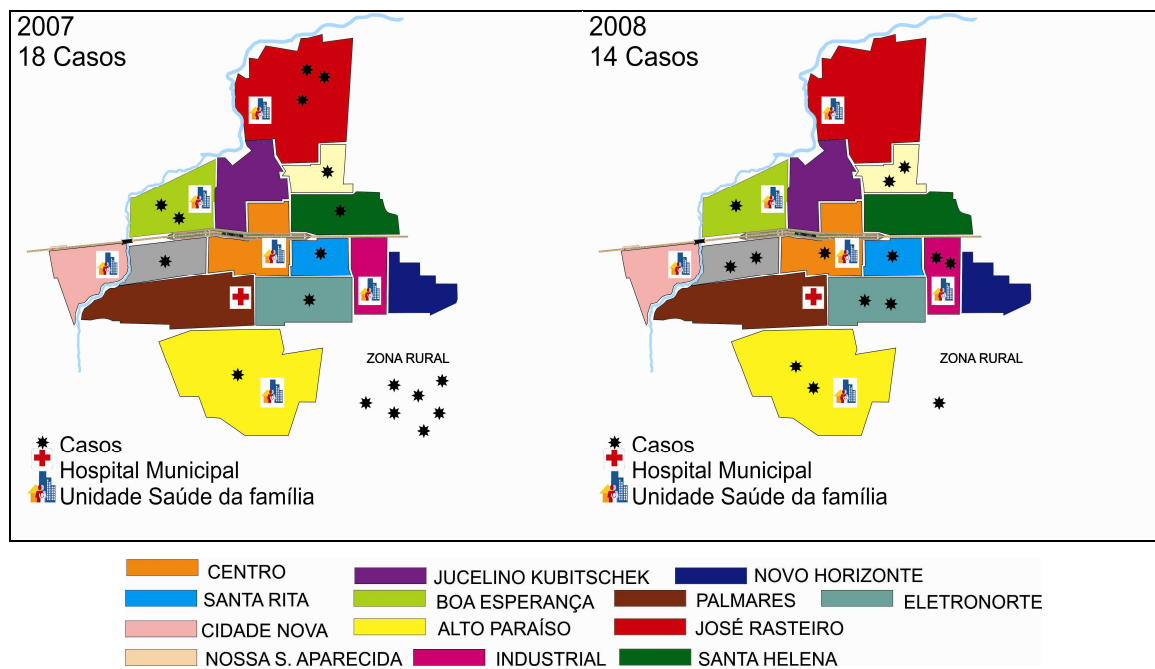 2007
18 Casos
ZONA RURAL
Casos
Hospital Municipal
Unidade Saúde da família
2008
14 Casos
ZONA RURAL
Casos
Hospital Municipal
Unidade Saúde da família
CENTRO
JUCELINO KUBITSCHEK
NOVO HORIZONTE
SANTA RITA
BOA ESPERANÇA
PALMARES
ELETRONORTE
CIDADE NOVA
ALTO PARAÍSO
JOSÉ RASTEIRO
NOSSA S. APARECIDA
INDUSTRIAL
SANTA HELENA